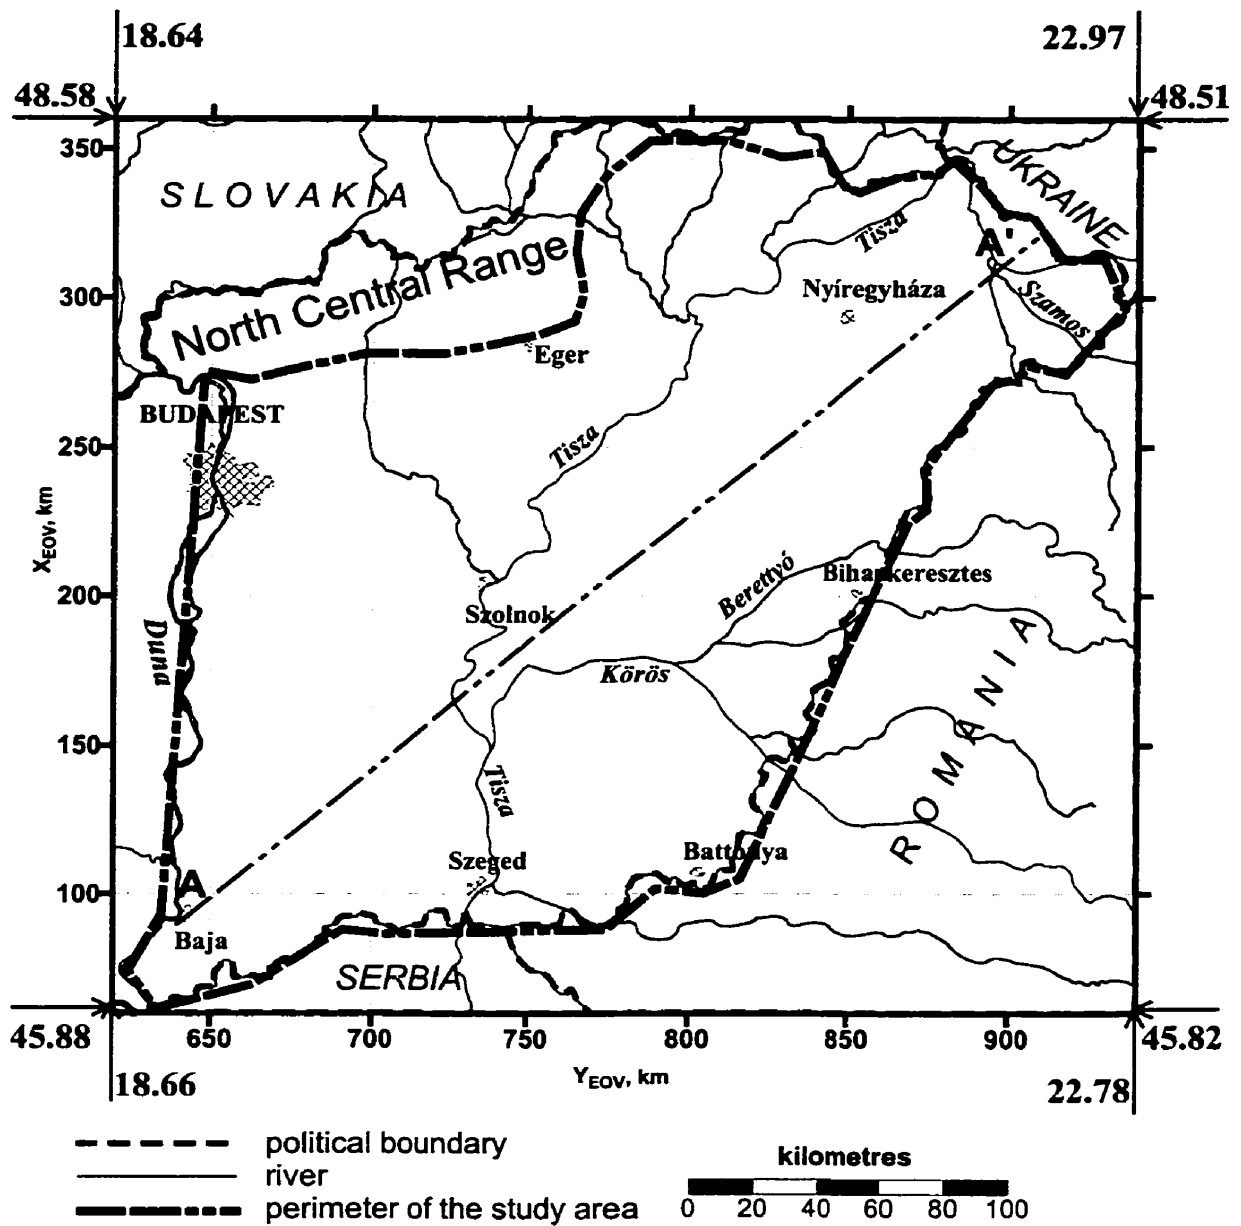 18.64
22.97
48.58
48.51
350
SLOVAKIA
UKRAINE
Tisza
A'
North Central Range
300
Nyíregyháza
Szamos
Eger
BUDAPEST
250
Tisza
X EOV, km
Berettyó
Biharkeresztes
200
Szolnok
Duna
Körös
ROMANIA
150
Tisza
Szeged
Battonya
100
A
Baja
SERBIA
45.88
650
700
750
800
850
900
45.82
18.66
Y EOV, km
22.78
political boundary
river
perimeter of the study area
kilometres
0 20 40 60 80 100